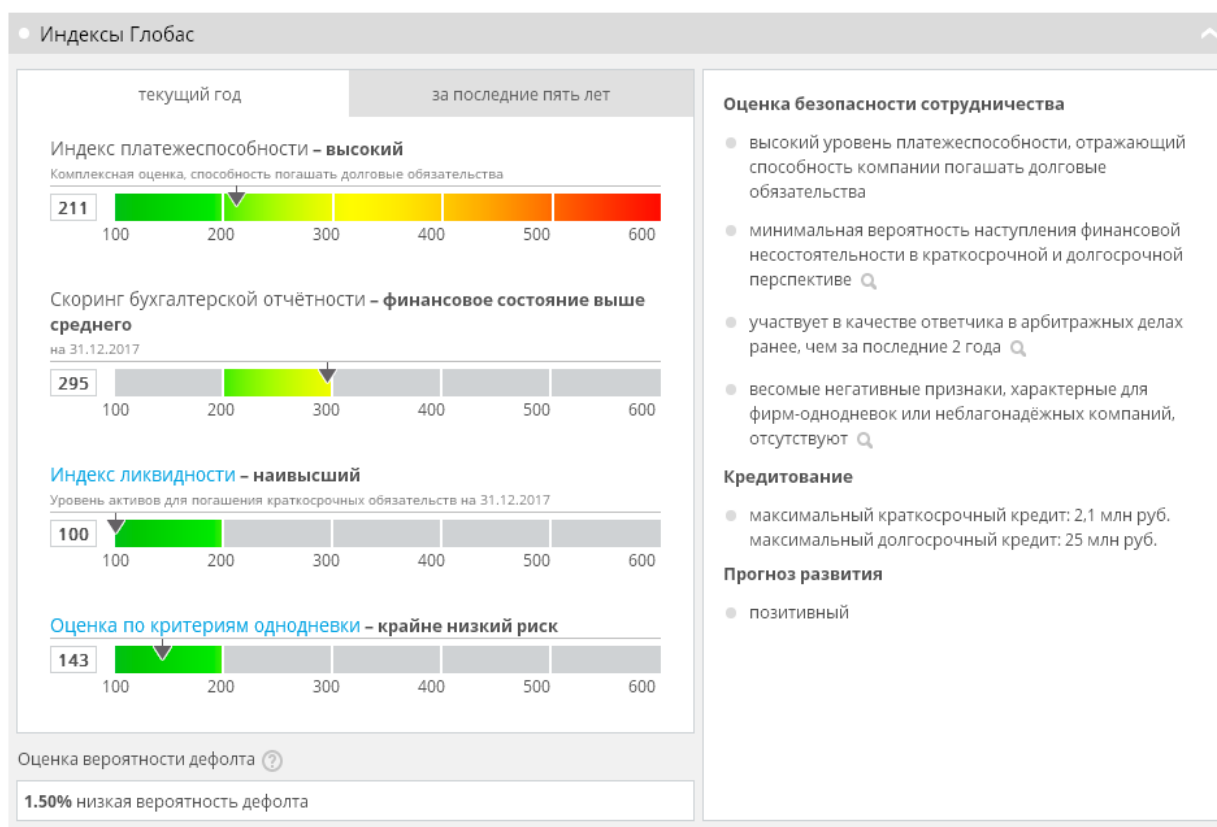 Индексы Глобас
текущий год
за последние пять лет
Индекс платежеспособности – высокий
Комплексная оценка, способность погашать долговые обязательства
211
100 200 300 400 500 600
Скоринг бухгалтерской отчётности – финансовое состояние выше
среднего
на 31.12.2017
295
100 200 300 400 500 600
Индекс ликвидности – наивысший
Уровень активов для погашения краткосрочных обязательств на 31.12.2017
100
100 200 300 400 500 600
Оценка по критериям однодневки – крайне низкий риск
143
100 200 300 400 500 600
Оценка вероятности дефолта ?
1.50% низкая вероятность дефолта
Оценка безопасности сотрудничества
высокий уровень платежеспособности, отражающий
способность компании погашать долговые
обязательства
минимальная вероятность наступления финансовой
несостоятельности в краткосрочной и долгосрочной
перспективе
участвует в качестве ответчика в арбитражных делах
ранее, чем за последние 2 года
весомые негативные признаки, характерные для
фирм-однодневок или неблагонадёжных компаний,
отсутствуют
Кредитование
максимальный краткосрочный кредит: 2,1 млн руб.
максимальный долгосрочный кредит: 25 млн руб.
Прогноз развития
позитивный